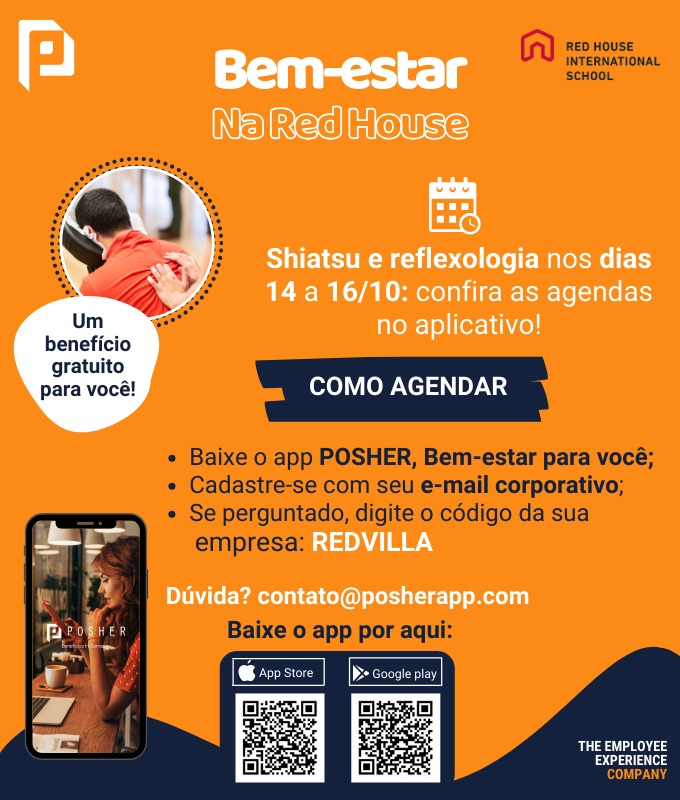 Bem-estar
Na Red House
RED HOUSE
INTERNATIONAL
SCHOOL
Shiatsu e reflexologia nos dias
14 a 16/10: confira as agendas
no aplicativo!
Um
benefício
gratuito
para você!
COMO AGENDAR
• Baixe o app POSHER, Bem-estar para você;
• Cadastre-se com seu e-mail corporativo;
• Se perguntado, digite o código da sua
empresa: REDVILLA
POSHER
Dúvida? contato@posherapp.com
Baixe o app por aqui:
App Store
Google play
THE EMPLOYEE
EXPERIENCE
COMPANY